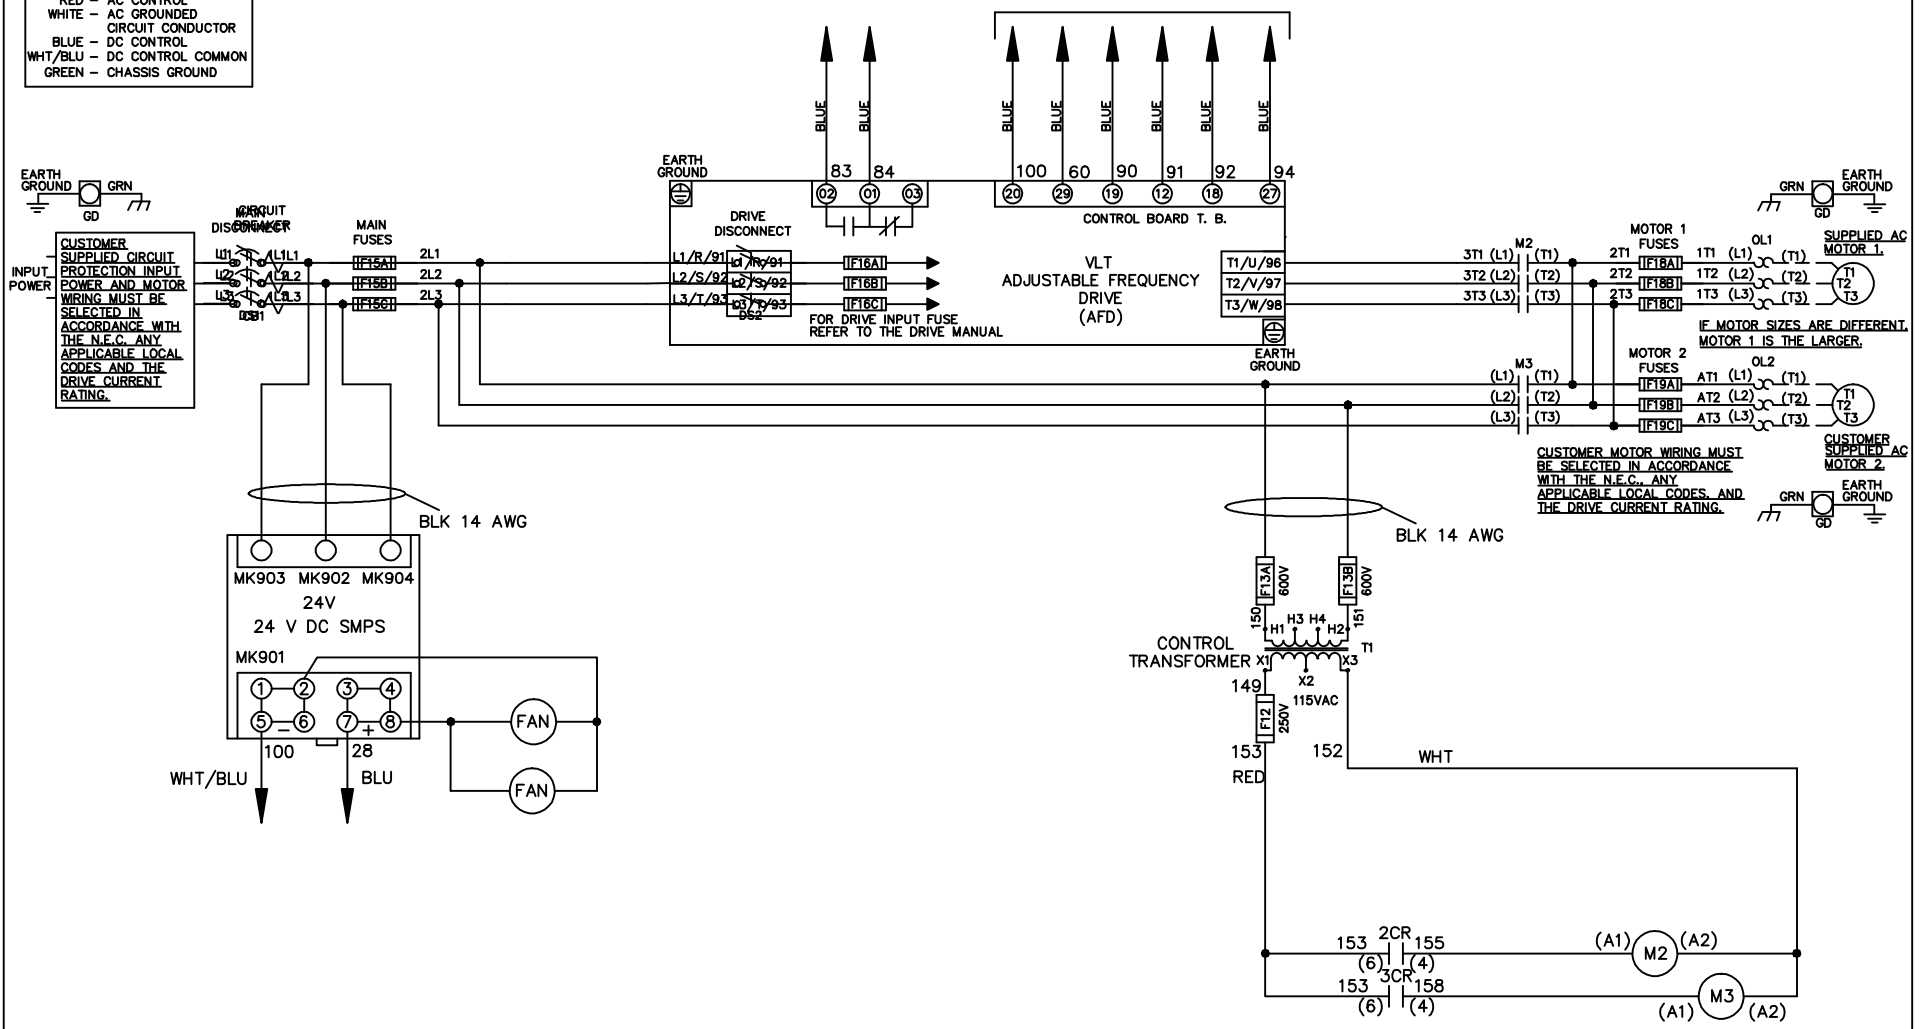 RED - AC CONTROL
WHITE - AC GROUNDED
CIRCUIT CONDUCTOR
BLUE - DC CONTROL
WHT/BLU - DC CONTROL COMMON
GREEN - CHASSIS GROUND
BLUE
BLUE
BLUE
BLUE
BLUE
BLUE
BLUE
BLUE
EARTH
GROUND
GRN
GD
EARTH
GROUND
83 84
02 01 03
100 60 90 91 92 94
20 29 19 12 18 27
CONTROL BOARD T. B.
GRN
EARTH
GROUND
GD
MAIN
DISCONNECT
CIRCUIT
BREAKER
MAIN
FUSES
DRIVE
DISCONNECT
INPUT
POWER
CUSTOMER
SUPPLIED CIRCUIT
PROTECTION INPUT
POWER AND MOTOR
WIRING MUST BE
SELECTED IN
ACCORDANCE WITH
THE N.E.C. ANY
APPLICABLE LOCAL
CODES AND THE
DRIVE CURRENT
RATING.
L1 1L1 F15A 2L1
L2 1L2 F15B 2L2
L3 1L3 F15C 2L3
CB1
L1/R/91 F16A
L2/S/92 F16B
L3/T/93 F16C
DS2
FOR DRIVE INPUT FUSE
REFER TO THE DRIVE MANUAL
VLT
ADJUSTABLE FREQUENCY
DRIVE
(AFD)
T1/U/96
T2/V/97
T3/W/98
EARTH
GROUND
M2
MOTOR 1
FUSES
OL1
3T1 (L1) (T1) 2T1 F18A 1T1 (L1) (T1)
3T2 (L2) (T2) 2T2 F18B 1T2 (L2) (T2)
3T3 (L3) (T3) 2T3 F18C 1T3 (L3) (T3)
T1
T2
T3
SUPPLIED AC
MOTOR 1.
IF MOTOR SIZES ARE DIFFERENT,
MOTOR 1 IS THE LARGER.
M3
MOTOR 2
FUSES
OL2
(L1) (T1) F19A AT1 (L1) (T1)
(L2) (T2) F19B AT2 (L2) (T2)
(L3) (T3) F19C AT3 (L3) (T3)
T1
T2
T3
CUSTOMER
SUPPLIED AC
MOTOR 2.
CUSTOMER MOTOR WIRING MUST
BE SELECTED IN ACCORDANCE
WITH THE N.E.C., ANY
APPLICABLE LOCAL CODES, AND
THE DRIVE CURRENT RATING.
GRN
EARTH
GROUND
GD
BLK 14 AWG
MK903 MK902 MK904
24V
24 V DC SMPS
MK901
1 2 3 4
5 - 6 7 + 8
100 28
WHT/BLU BLU
FAN
FAN
BLK 14 AWG
F13A 600V
F13B 600V
150 151
H1 H3 H4 H2
T1
CONTROL
TRANSFORMER
X1 X3
X2
115VAC
149
F12 250V
153
RED
152
WHT
2CR
153 155
(6) (4)
(A1) M2 (A2)
3CR
153 158
(6) (4)
(A1) M3 (A2)